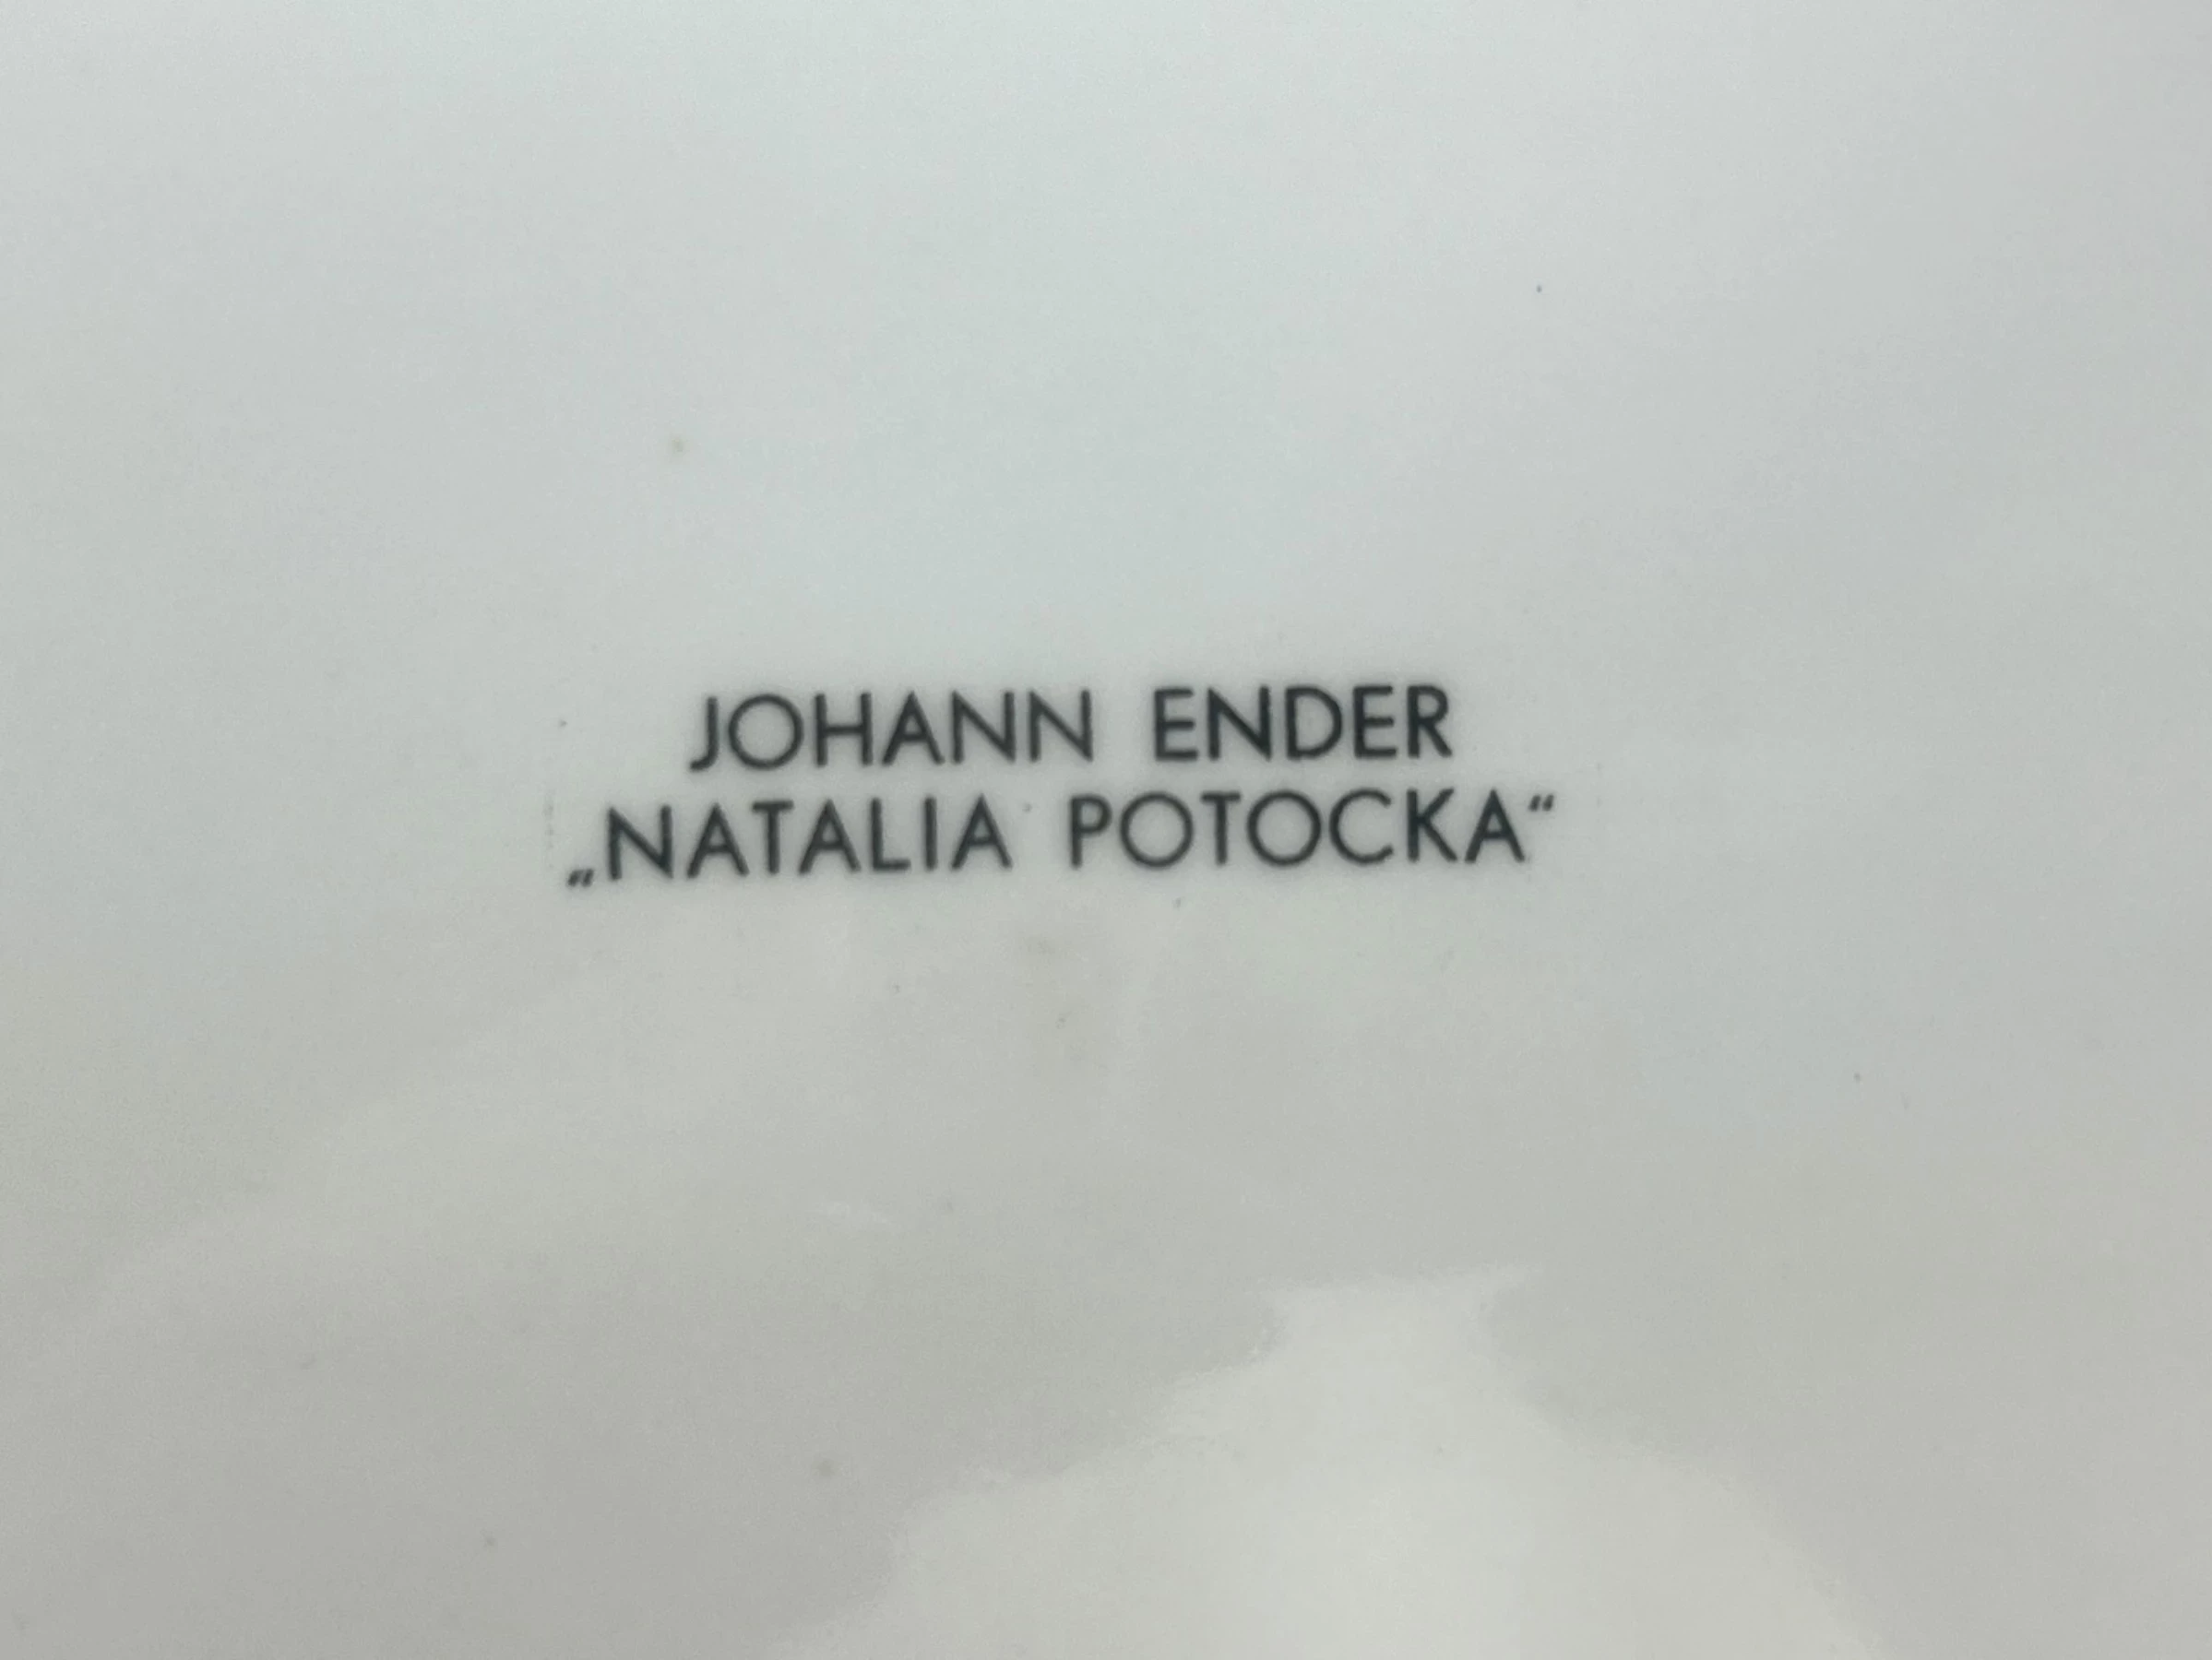 JOHANN ENDER
„NATALIA POTOCKA“